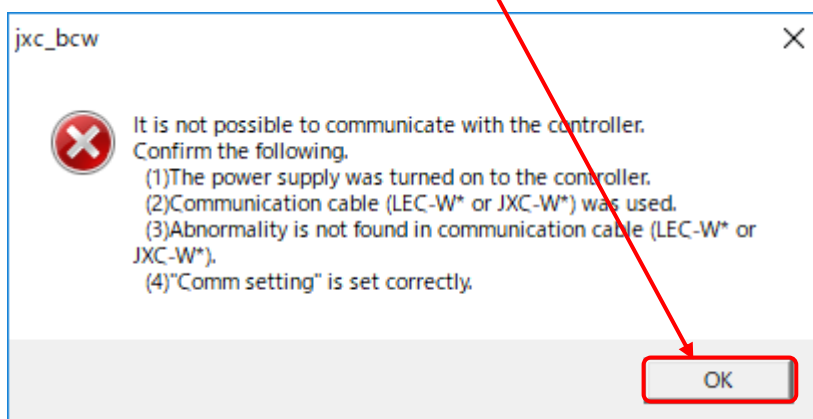 jxc_bcw
It is not possible to communicate with the controller.
Confirm the following.
(1)The power supply was turned on to the controller.
(2)Communication cable (LEC-W* or JXC-W*) was used.
(3)Abnormality is not found in communication cable (LEC-W* or
JXC-W*).
(4)"Comm setting" is set correctly.
OK